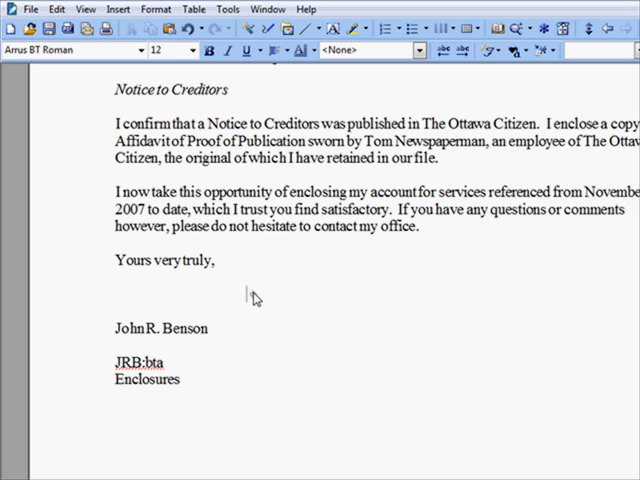 File Edit View Insert Format Table Tools Window Help
Arrus BT Roman 12 B I U A <None> abc abc
Notice to Creditors
I confirm that a Notice to Creditors was published in The Ottawa Citizen. I enclose a copy
Affidavit of Proof of Publication sworn by Tom Newspaperman, an employee of The Ottaw
Citizen, the original of which I have retained in our file.
I now take this opportunity of enclosing my account for services referenced from Novembe
2007 to date, which I trust you find satisfactory. If you have any questions or comments
however, please do not hesitate to contact my office.
Yours very truly,
John R. Benson
JRB:bta
Enclosures